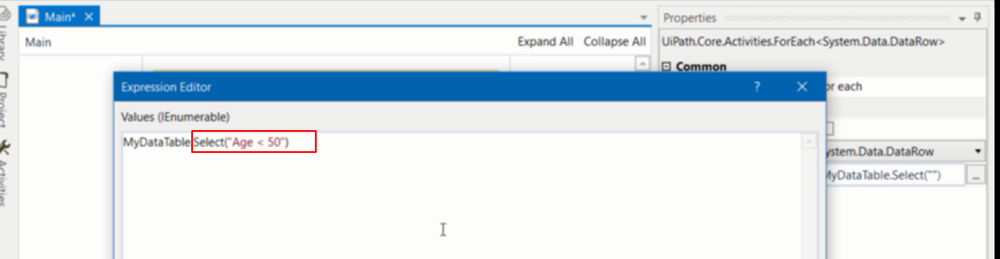 Main*
Properties
Main
Expand All Collapse All
UiPath.Core.Activities.ForEach<System.Data.DataRow>
Common
Expression Editor
? 
or each
Values (IEnumerable)
MyDataTable.Select("Age < 50")
ystem.Data.DataRow
MyDataTable.Select("")
...
Library
Project
Activities